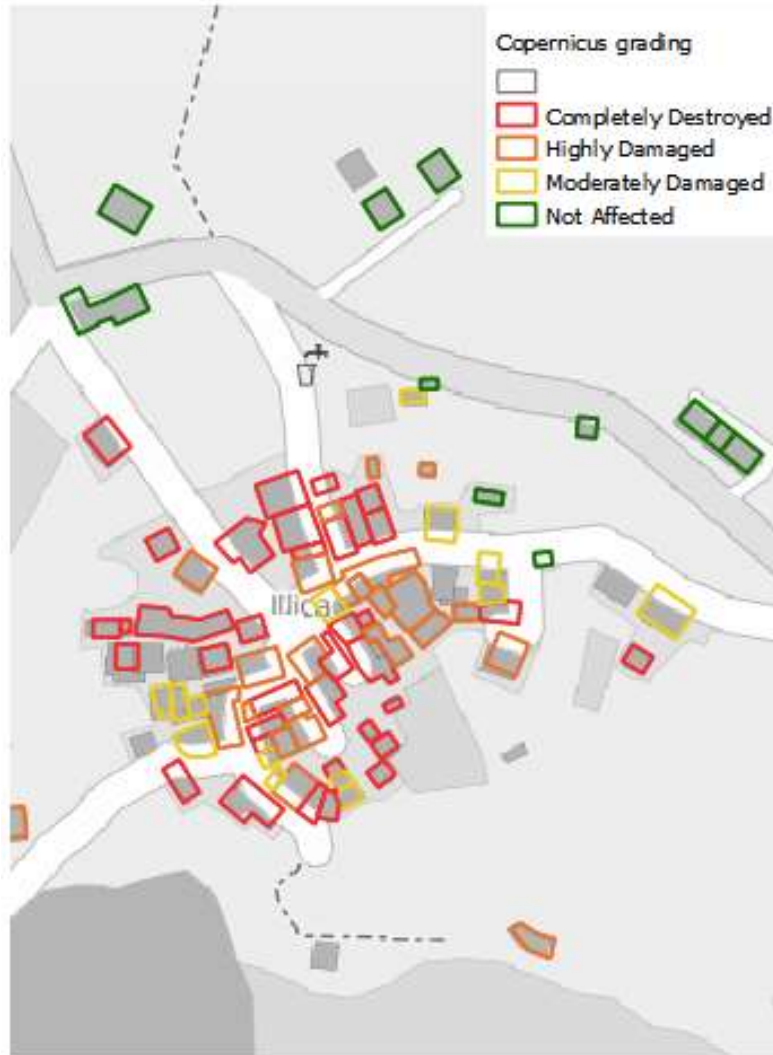 Copernicus grading
Completely Destroyed
Highly Damaged
Moderately Damaged
Not Affected
Illica